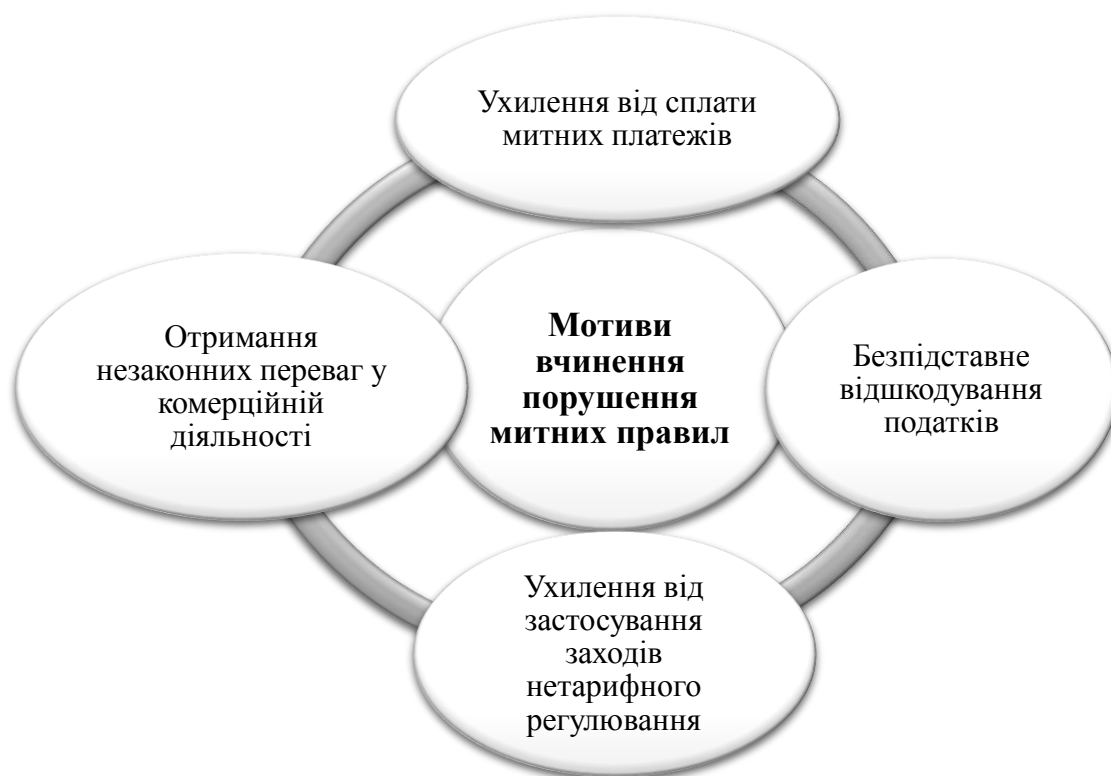 Ухилення від сплати
митних платежів
Отримання
незаконних переваг у
комерційній
діяльності
Мотиви
вчинення
порушення
митних правил
Безпідставне
відшкодування
податків
Ухилення від
застосування
заходів
нетарифного
регулювання